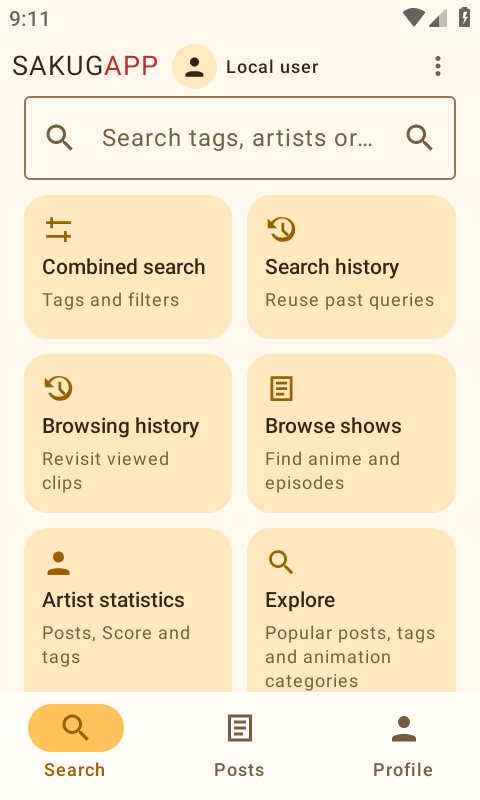 9:11
SAKUGAPP
Local user
Search tags, artists or…
Combined search
Tags and filters
Search history
Reuse past queries
Browsing history
Revisit viewed
clips
Browse shows
Find anime and
episodes
Artist statistics
Posts, Score and
tags
Explore
Popular posts, tags
and animation
categories
Search
Posts
Profile